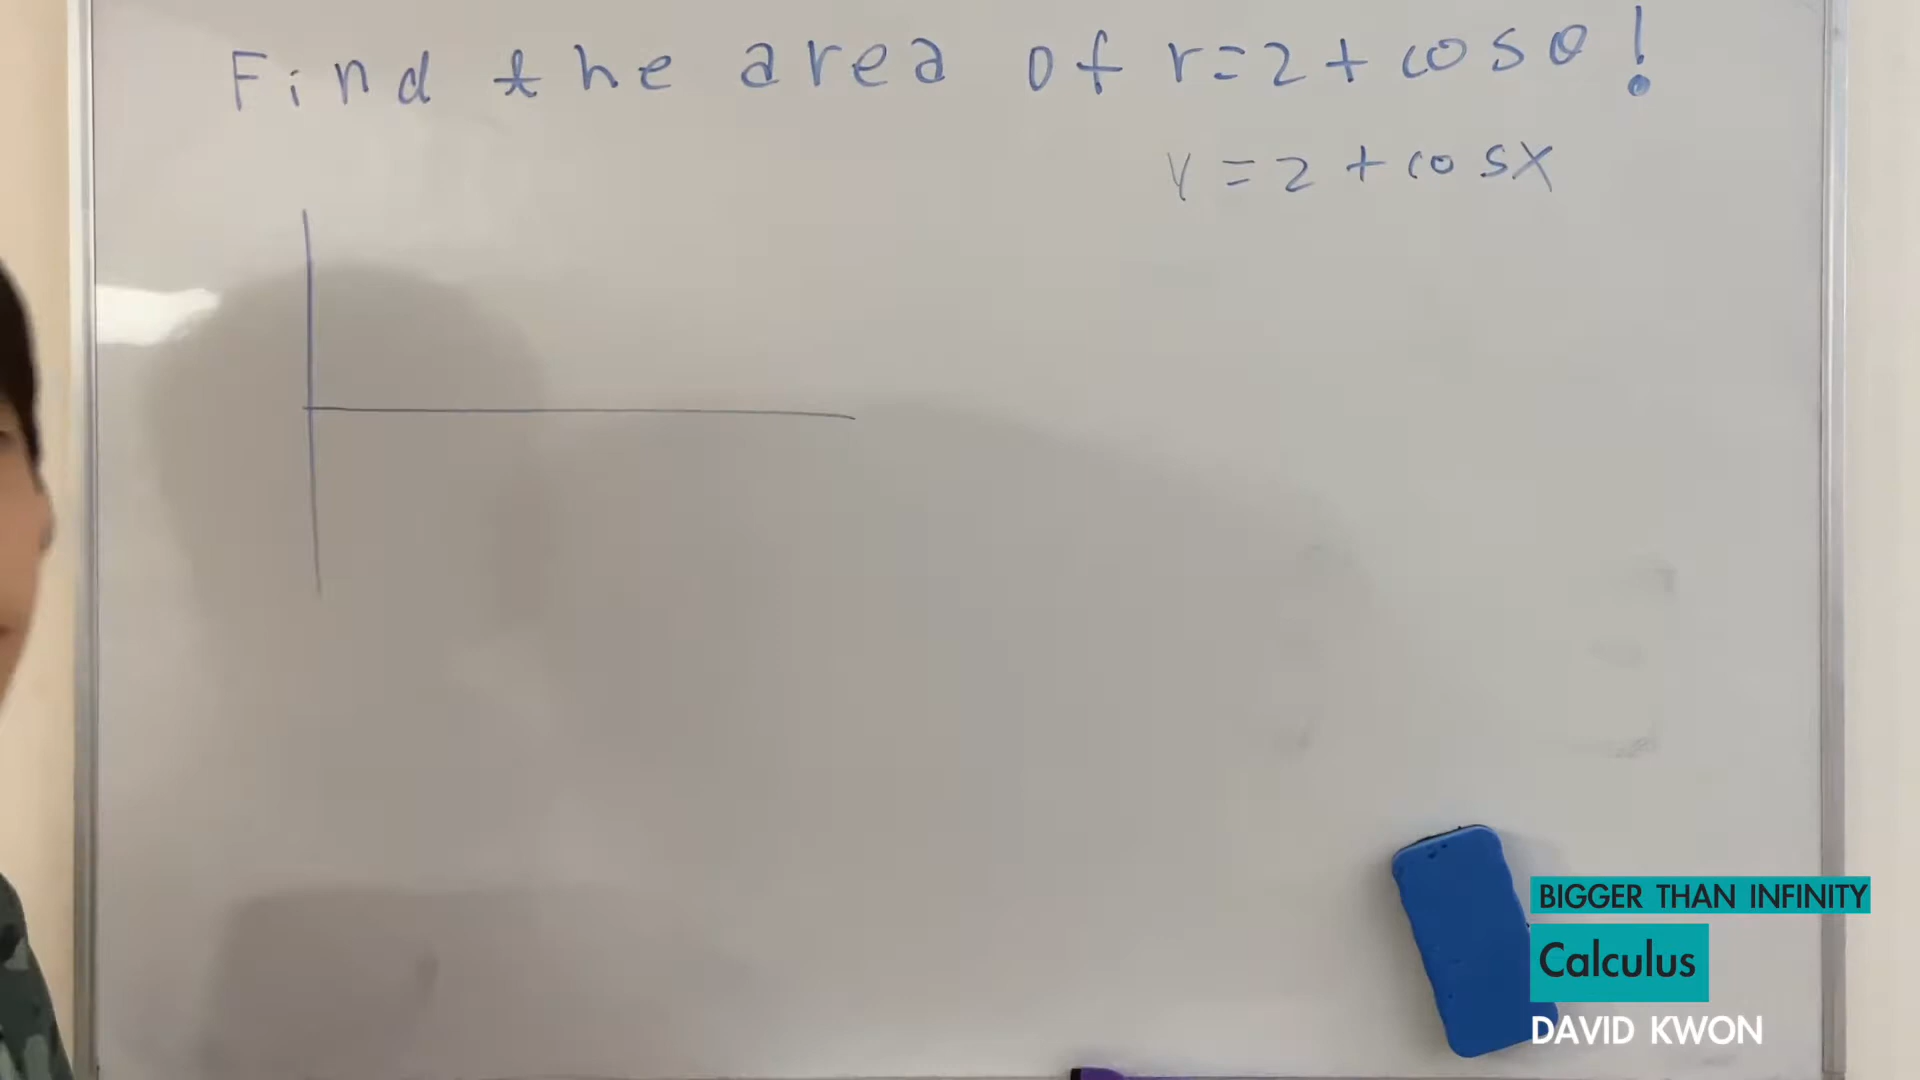 Find the area of r=2+cosθ!
y=2+cosx
BIGGER THAN INFINITY
Calculus
DAVID KWON